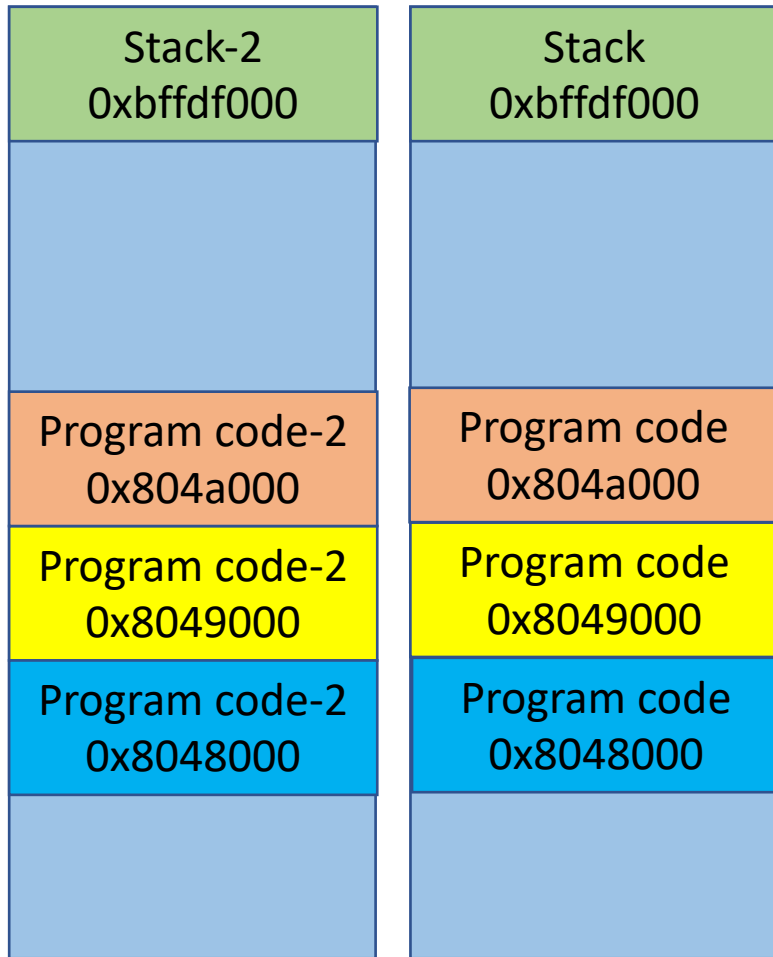 Stack-2
0xbffdf000
Program code-2
0x804a000
Program code-2
0x8049000
Program code-2
0x8048000
Stack
0xbffdf000
Program code
0x804a000
Program code
0x8049000
Program code
0x8048000